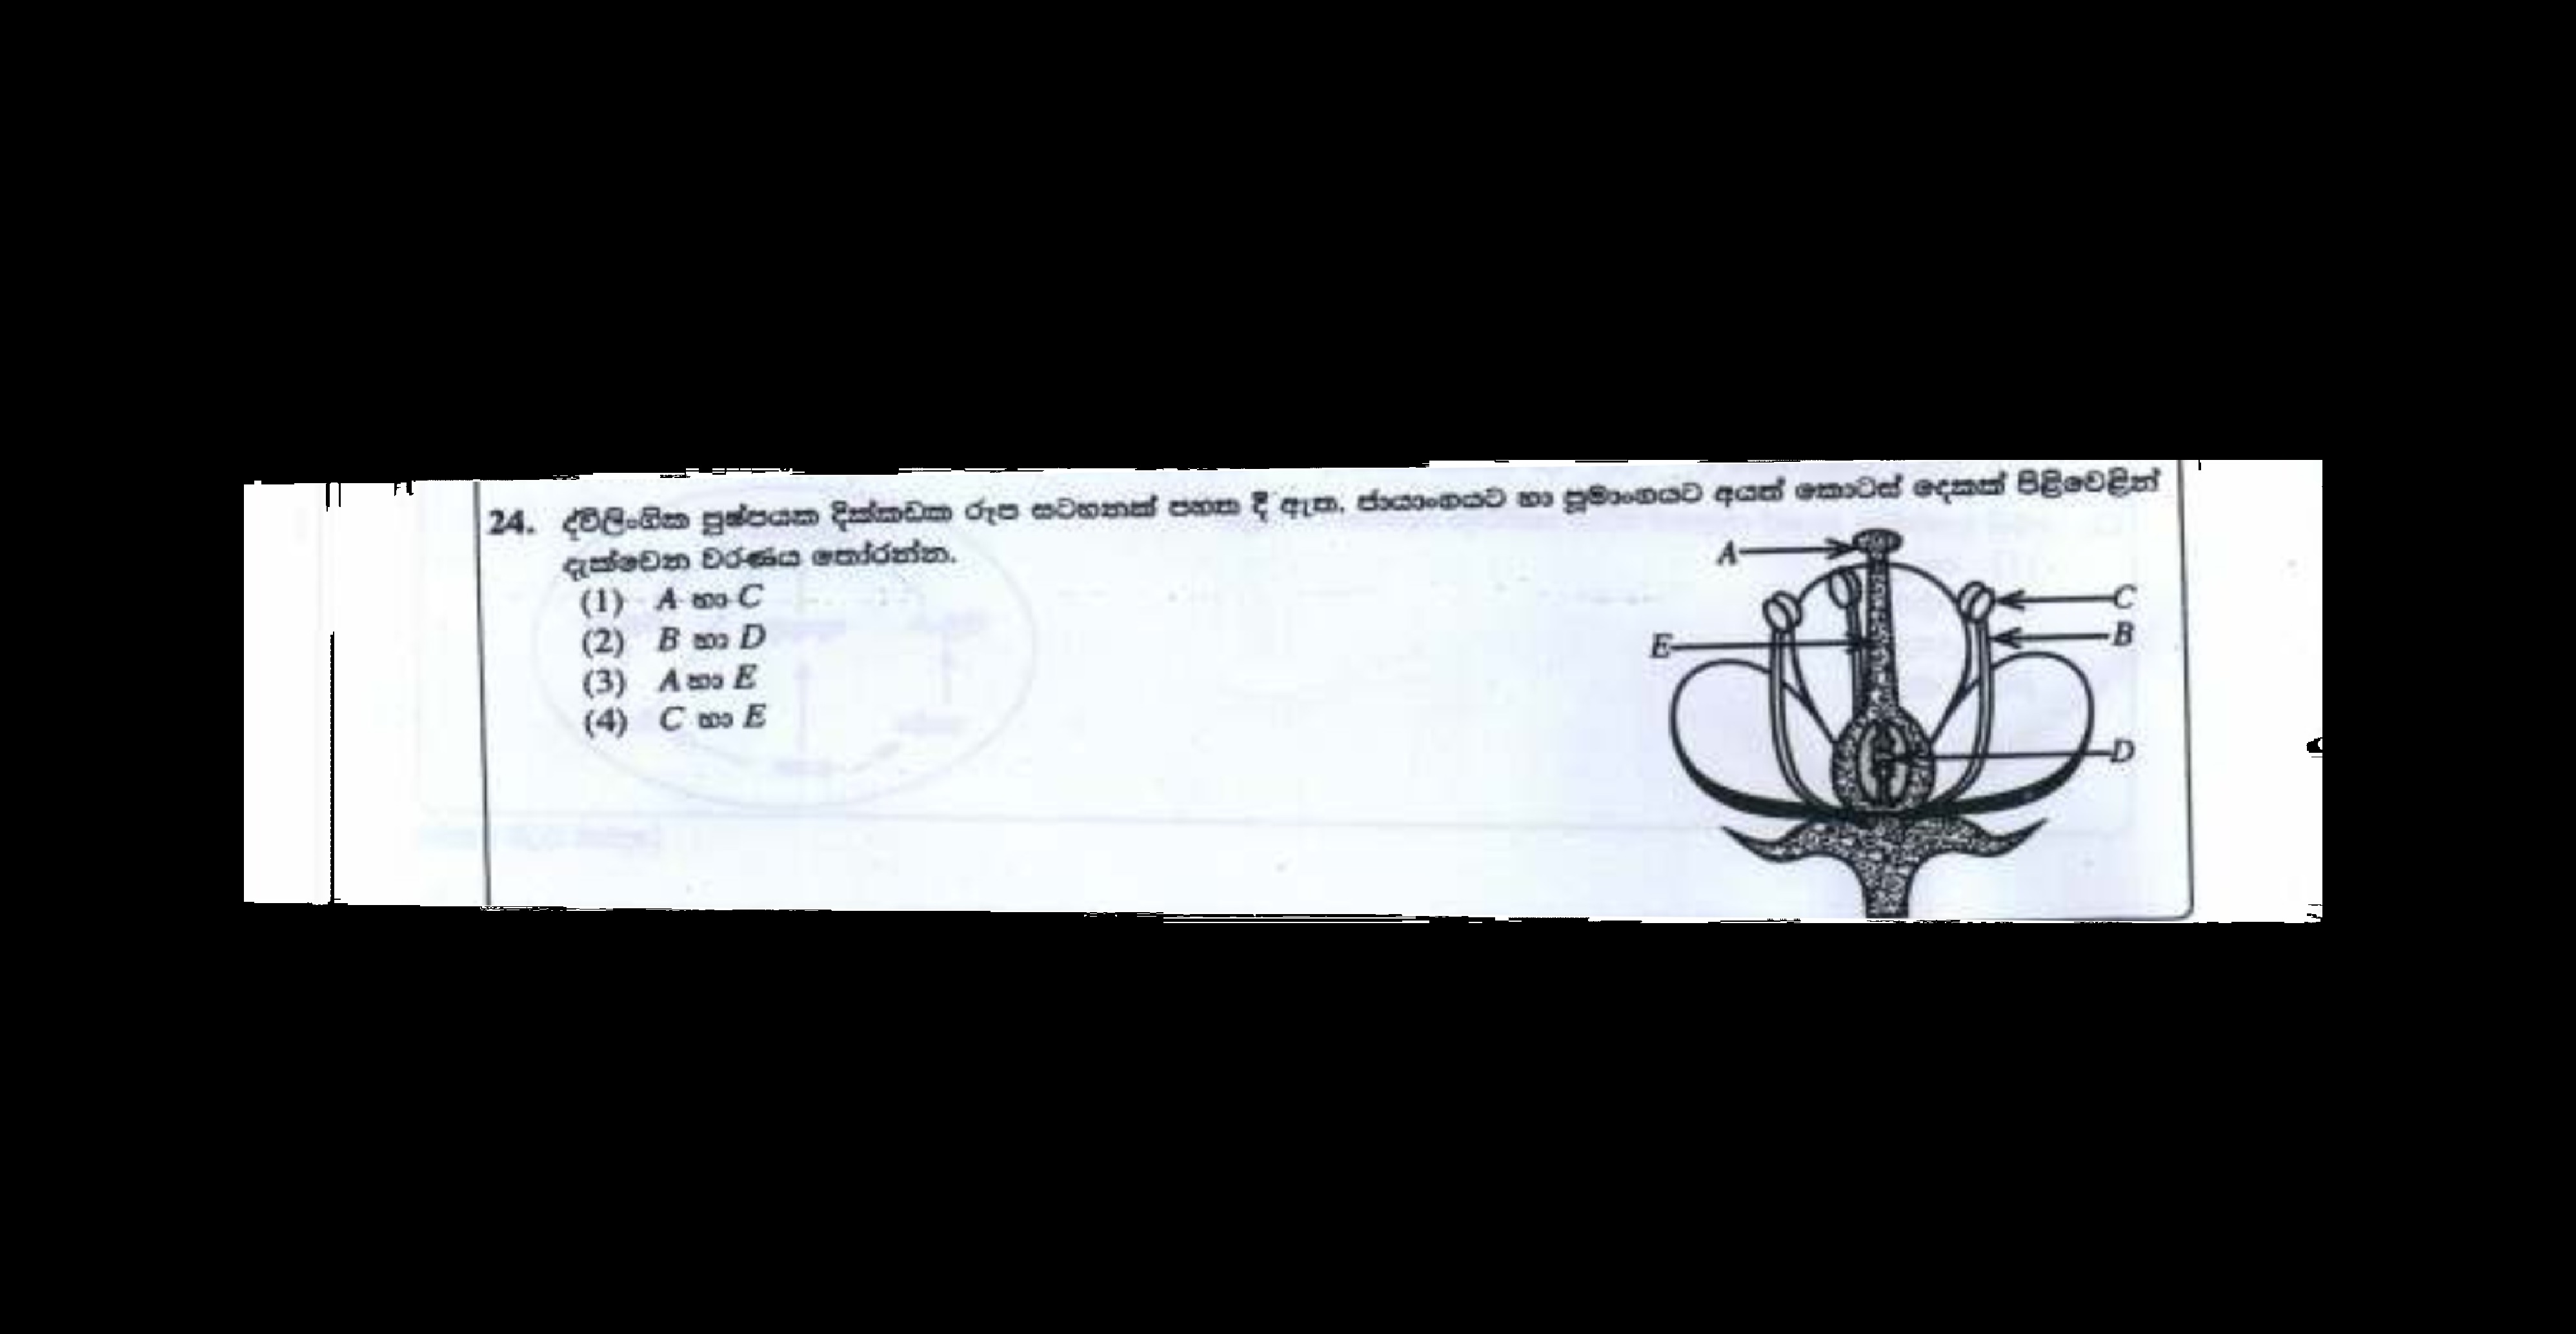 24. ද්විලිංගික පුෂ්පයක දික්කඩක රූප සටහනක් පහත දී ඇත. ජායාංගයට හා පුමාංගයට අයත් කොටස් දෙකක් පිළිවෙළින්
දැක්වෙන වරණය තෝරන්න.
(1) A හා C
(2) B හා D
(3) A හා E
(4) C හා E
A
C
B
E
D